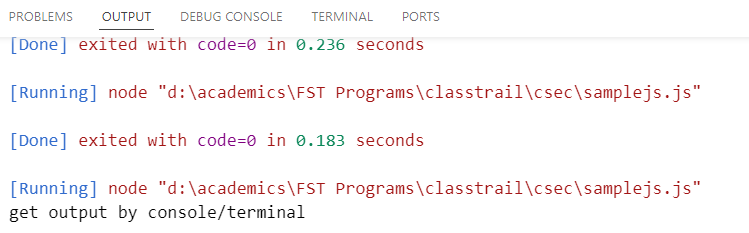 PROBLEMS OUTPUT DEBUG CONSOLE TERMINAL PORTS
[Done] exited with code=0 in 0.236 seconds
[Running] node "d:\academics\FST Programs\classtrail\csec\samplejs.js"
[Done] exited with code=0 in 0.183 seconds
[Running] node "d:\academics\FST Programs\classtrail\csec\samplejs.js"
get output by console/terminal